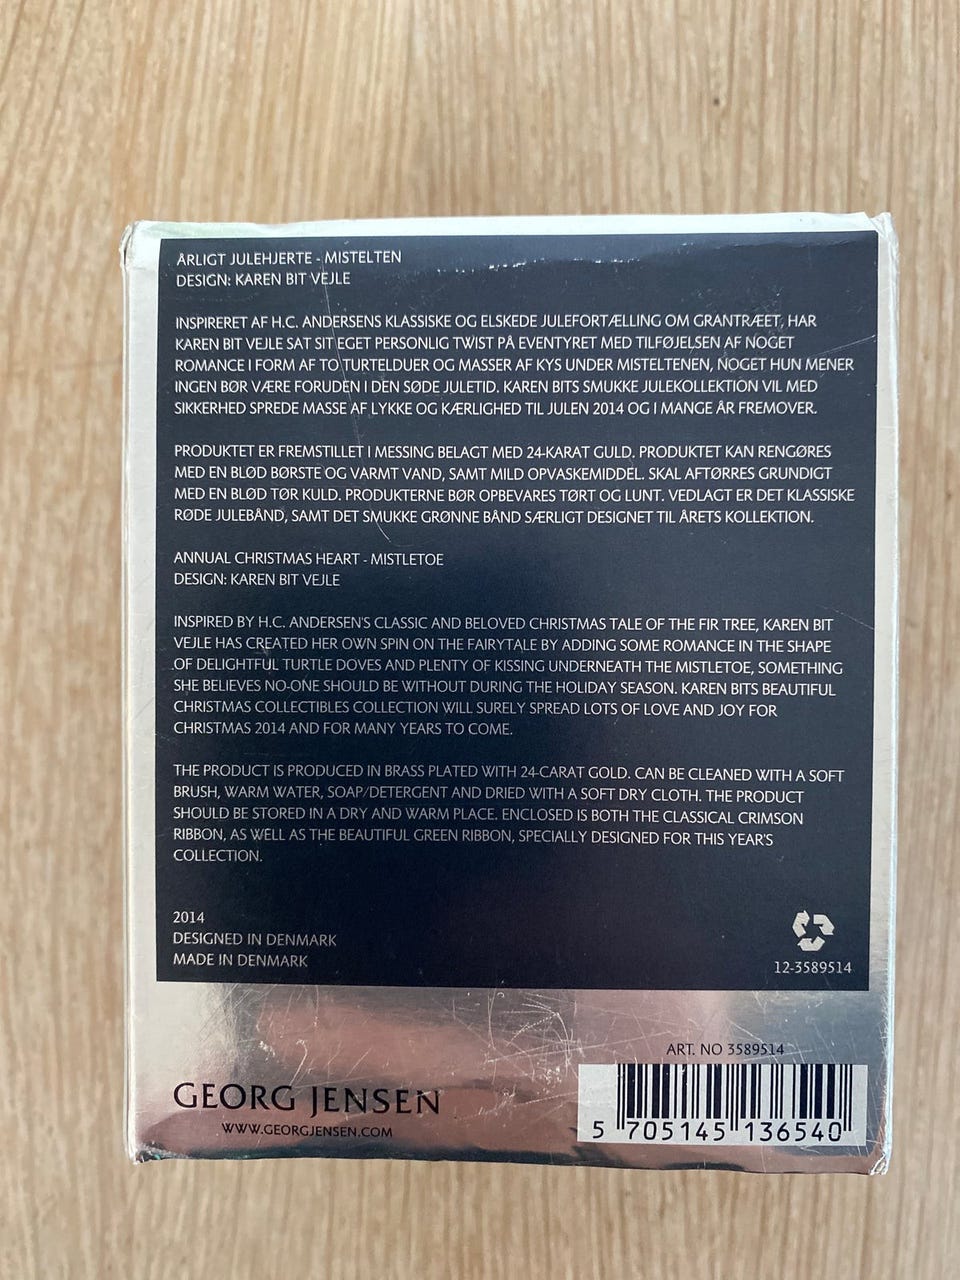 ÅRLIGT JULEHJERTE - MISTELTEN
DESIGN: KAREN BIT VEJLE
INSPIRERET AF H.C. ANDERSENS KLASSISKE OG ELSKEDE JULEFORTÆLLING OM GRANTRÆET, HAR
KAREN BIT VEJLE SAT SIT EGET PERSONLIG TWIST PÅ EVENTYRET MED TILFØJELSEN AF NOGET
ROMANCE I FORM AF TO TURTELDUER OG MASSER AF KYS UNDER MISTELTENEN, NOGET HUN MENER
INGEN BØR VÆRE FORUDEN I DEN SØDE JULETID. KAREN BITS SMUKKE JULEKOLLEKTION VIL MED
SIKKERHED SPREDE MASSE AF LYKKE OG KÆRLIGHED TIL JULEN 2014 OG I MANGE ÅR FREMOVER.
PRODUKTET ER FREMSTILLET I MESSING BELAGT MED 24-KARAT GULD. PRODUKTET KAN RENGØRES
MED EN BLØD BØRSTE OG VARMT VAND, SAMT MILD OPVASKEMIDDEL. SKAL AFTØRRES GRUNDIGT
MED EN BLØD TØR KULD. PRODUKTERNE BØR OPBEVARES TØRT OG LUNT. VEDLAGT ER DET KLASSISKE
RØDE JULEBÅND, SAMT DET SMUKKE GRØNNE BÅND SÆRLIGT DESIGNET TIL ÅRETS KOLLEKTION.
ANNUAL CHRISTMAS HEART - MISTLETOE
DESIGN: KAREN BIT VEJLE
INSPIRED BY H.C. ANDERSEN'S CLASSIC AND BELOVED CHRISTMAS TALE OF THE FIR TREE, KAREN BIT
VEJLE HAS CREATED HER OWN SPIN ON THE FAIRYTALE BY ADDING SOME ROMANCE IN THE SHAPE
OF DELIGHTFUL TURTLE DOVES AND PLENTY OF KISSING UNDERNEATH THE MISTLETOE, SOMETHING
SHE BELIEVES NO-ONE SHOULD BE WITHOUT DURING THE HOLIDAY SEASON. KAREN BITS BEAUTIFUL
CHRISTMAS COLLECTIBLES COLLECTION WILL SURELY SPREAD LOTS OF LOVE AND JOY FOR
CHRISTMAS 2014 AND FOR MANY YEARS TO COME.
THE PRODUCT IS PRODUCED IN BRASS PLATED WITH 24-CARAT GOLD. CAN BE CLEANED WITH A SOFT
BRUSH, WARM WATER, SOAP/DETERGENT AND DRIED WITH A SOFT DRY CLOTH. THE PRODUCT
SHOULD BE STORED IN A DRY AND WARM PLACE. ENCLOSED IS BOTH THE CLASSICAL CRIMSON
RIBBON, AS WELL AS THE BEAUTIFUL GREEN RIBBON, SPECIALLY DESIGNED FOR THIS YEAR'S
COLLECTION.
2014
DESIGNED IN DENMARK
MADE IN DENMARK
12-3589514
ART. NO 3589514
GEORG JENSEN
WWW.GEORGJENSEN.COM
5 705145 136540